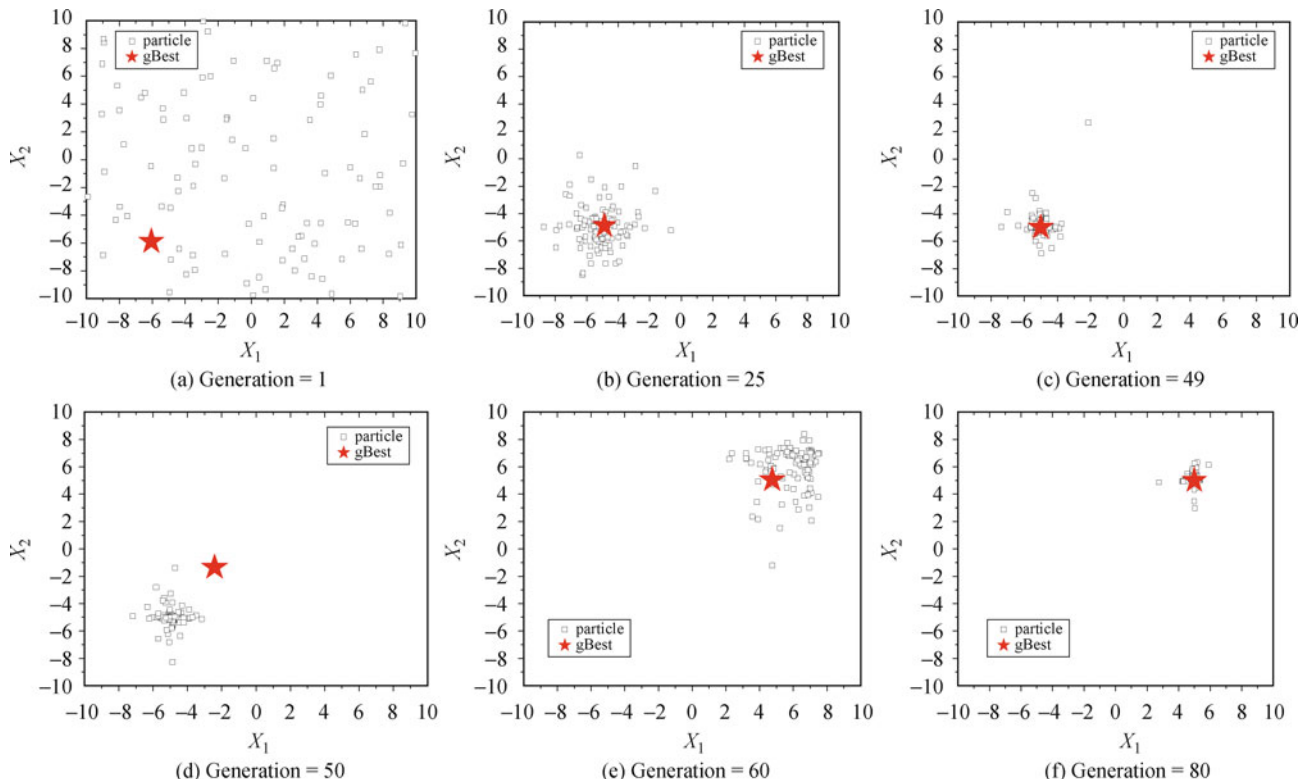 10
8
6
4
2
0
−2
−4
−6
−8
−10
X2
particle
gBest
−10 −8 −6 −4 −2 0 2 4 6 8 10
X1
(a) Generation = 1
10
8
6
4
2
0
−2
−4
−6
−8
−10
X2
particle
gBest
−10 −8 −6 −4 −2 0 2 4 6 8 10
X1
(b) Generation = 25
10
8
6
4
2
0
−2
−4
−6
−8
−10
X2
particle
gBest
−10 −8 −6 −4 −2 0 2 4 6 8 10
X1
(c) Generation = 49
10
8
6
4
2
0
−2
−4
−6
−8
−10
X2
particle
gBest
−10 −8 −6 −4 −2 0 2 4 6 8 10
X1
(d) Generation = 50
10
8
6
4
2
0
−2
−4
−6
−8
−10
X2
particle
gBest
−10 −8 −6 −4 −2 0 2 4 6 8 10
X1
(e) Generation = 60
10
8
6
4
2
0
−2
−4
−6
−8
−10
X2
particle
gBest
−10 −8 −6 −4 −2 0 2 4 6 8 10
X1
(f) Generation = 80